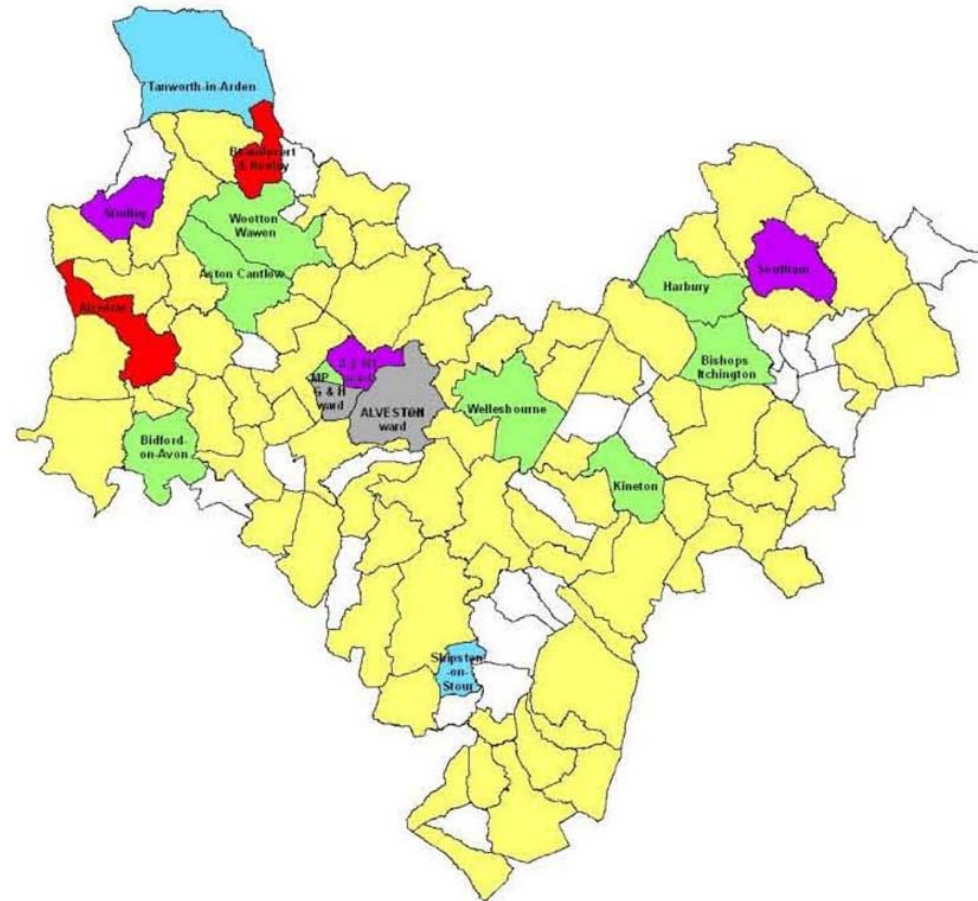 Tanworth-in-Arden
& Henley
Studley
Wootton
Wawen
Aston Cantlow
Alcester
Harbury
Southam
Bishops
Itchington
MP
G & H
ward
ward
ALVESTON
ward
Wellesbourne
Bidford-
on-Avon
Kineton
Shipston
-on-
Stour